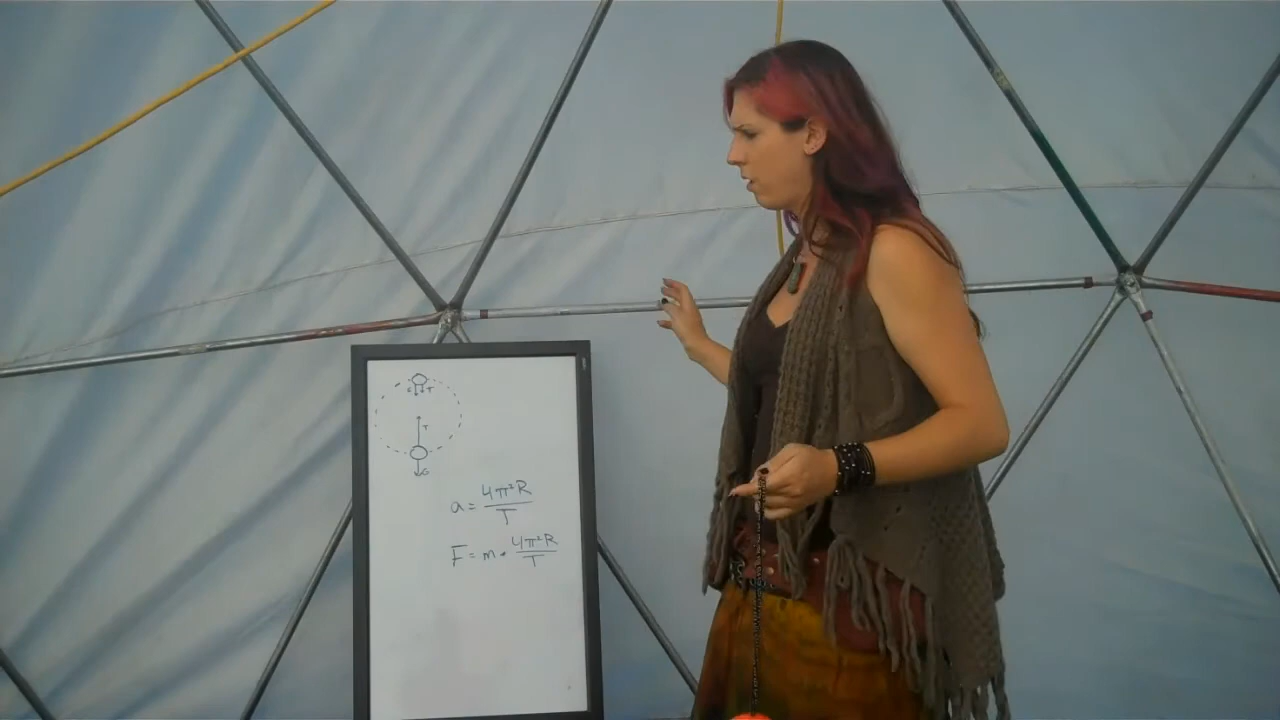 G T
T
G
a = 4π²R/T
F = m • 4π²R/T